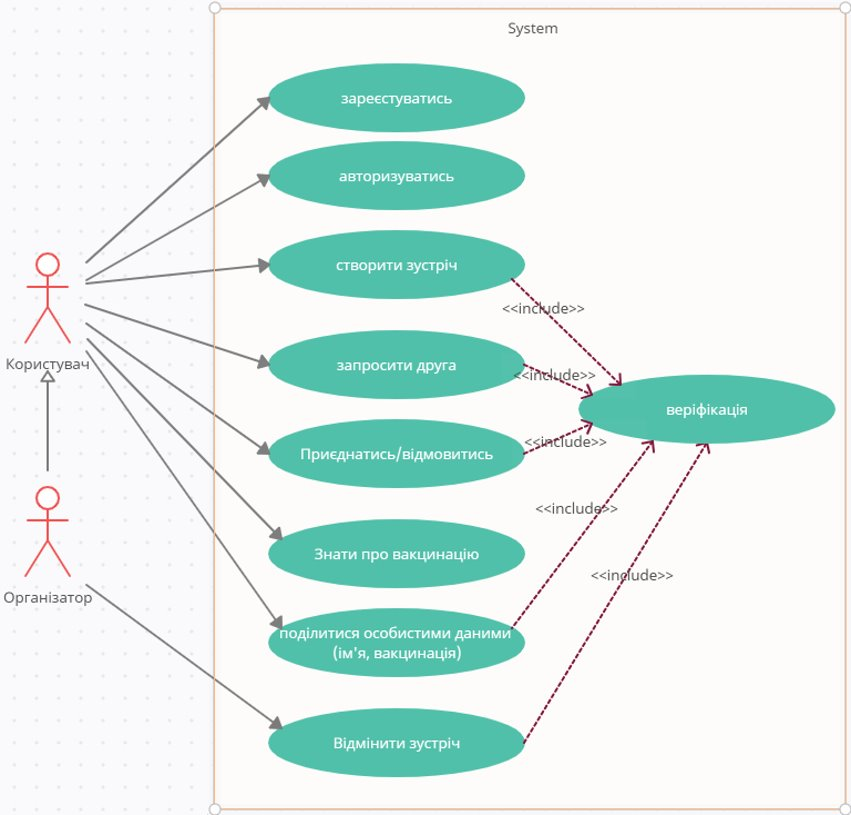 System
зареєстуватись
авторизуватись
створити зустріч
<<include>>
запросити друга
<<include>>
Користувач
веріфікація
<<include>>
Приєднатись/відмовитись
<<include>>
Знати про вакцинацію
<<include>>
Організатор
поділитися особистими даними
(ім'я, вакцинація)
Відмінити зустріч